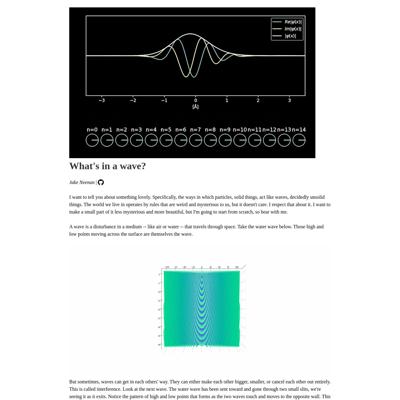 Re|ψ(x)|
Im|ψ(x)|
|ψ(x)|
−3 −2 −1 0 1 2 3
[Å]
n=0 n=1 n=2 n=3 n=4 n=5 n=6 n=7 n=8 n=9 n=10 n=11 n=12 n=13 n=14
What's in a wave?
Jake Neenan |
I want to tell you about something lovely. Specifically, the ways in which particles, solid things, act like waves, decidedly unsolid
things. The world we live in operates by rules that are weird and mysterious to us, but it doesn't care. I respect that about it. I want to
make a small part of it less mysterious and more beautiful, but I'm going to start from scratch, so bear with me.
A wave is a disturbance in a medium -- like air or water -- that travels through space. Take the water wave below. Those high and
low points moving across the surface are themselves the wave.
But sometimes, waves can get in each others' way. They can either make each other bigger, smaller, or cancel each other out entirely.
This is called interference. Look at the next wave. The water wave has been sent toward and gone through two small slits, we're
seeing it as it exits. Notice the pattern of high and low points that forms as the two waves touch and moves to the opposite wall. This